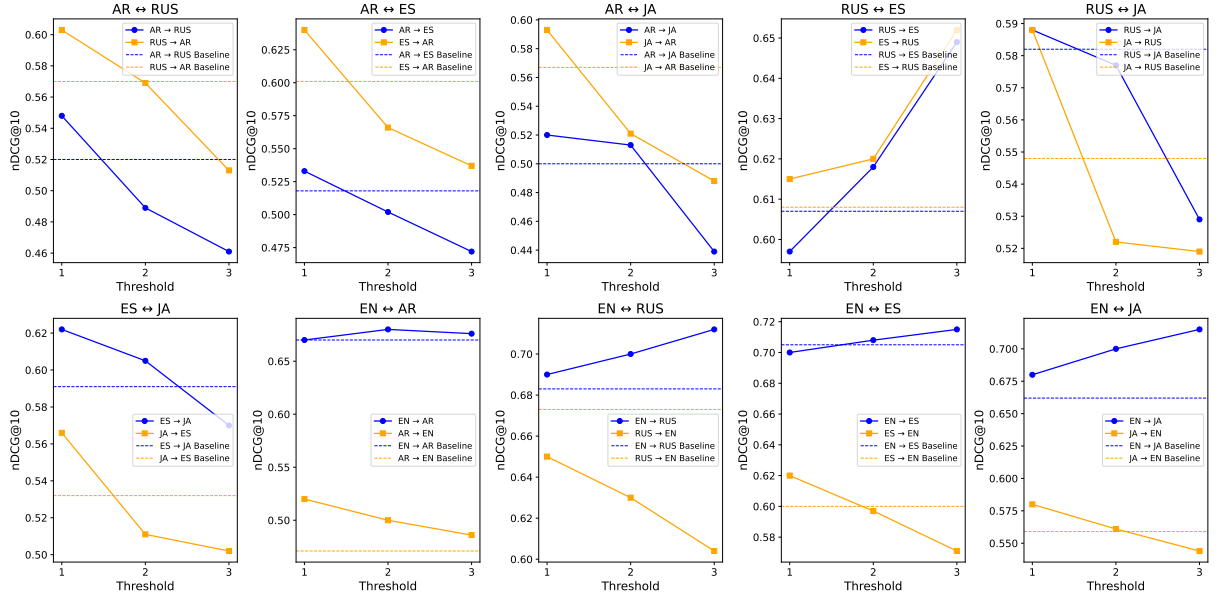 AR ↔ RUS
nDCG@10
0.60
0.58
0.56
0.54
0.52
0.50
0.48
0.46
AR → RUS
RUS → AR
AR → RUS Baseline
RUS → AR Baseline
1 2 3
Threshold
AR ↔ ES
nDCG@10
0.625
0.600
0.575
0.550
0.525
0.500
0.475
AR → ES
ES → AR
AR → ES Baseline
ES → AR Baseline
1 2 3
Threshold
AR ↔ JA
nDCG@10
0.60
0.58
0.56
0.54
0.52
0.50
0.48
0.46
0.44
AR → JA
JA → AR
AR → JA Baseline
JA → AR Baseline
1 2 3
Threshold
RUS ↔ ES
nDCG@10
0.65
0.64
0.63
0.62
0.61
0.60
RUS → ES
ES → RUS
RUS → ES Baseline
ES → RUS Baseline
1 2 3
Threshold
RUS ↔ JA
nDCG@10
0.59
0.58
0.57
0.56
0.55
0.54
0.53
0.52
RUS → JA
JA → RUS
RUS → JA Baseline
JA → RUS Baseline
1 2 3
Threshold
ES ↔ JA
nDCG@10
0.62
0.60
0.58
0.56
0.54
0.52
0.50
ES → JA
JA → ES
ES → JA Baseline
JA → ES Baseline
1 2 3
Threshold
EN ↔ AR
nDCG@10
0.65
0.60
0.55
0.50
EN → AR
AR → EN
EN → AR Baseline
AR → EN Baseline
1 2 3
Threshold
EN ↔ RUS
nDCG@10
0.70
0.68
0.66
0.64
0.62
0.60
EN → RUS
RUS → EN
EN → RUS Baseline
RUS → EN Baseline
1 2 3
Threshold
EN ↔ ES
nDCG@10
0.72
0.70
0.68
0.66
0.64
0.62
0.60
0.58
EN → ES
ES → EN
EN → ES Baseline
ES → EN Baseline
1 2 3
Threshold
EN ↔ JA
nDCG@10
0.700
0.675
0.650
0.625
0.600
0.575
0.550
EN → JA
JA → EN
EN → JA Baseline
JA → EN Baseline
1 2 3
Threshold